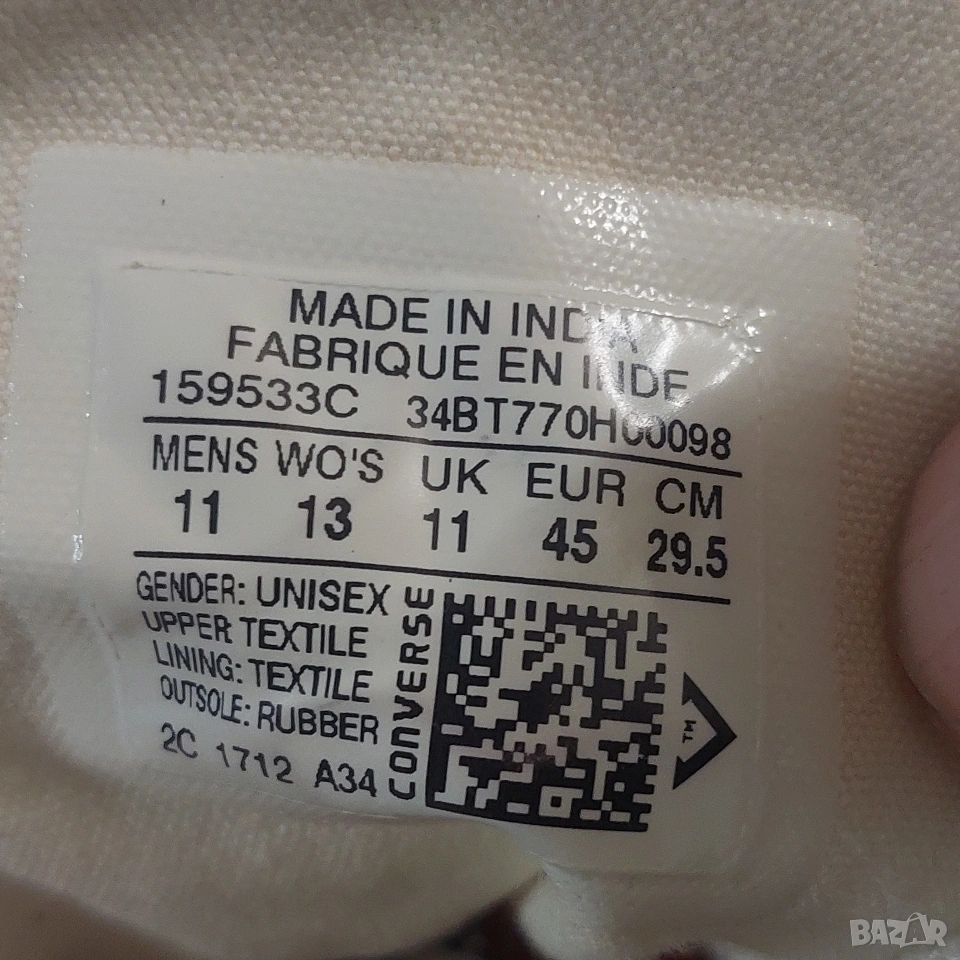 MADE IN INDIA
FABRIQUE EN INDE
159533C 34BT770H00098
MENS WO'S UK EUR CM
11 13 11 45 29.5
GENDER: UNISEX
UPPER TEXTILE
LINING: TEXTILE
OUTSOLE: RUBBER
2C 1712 A34
CONVERSE
TM
BAZAR